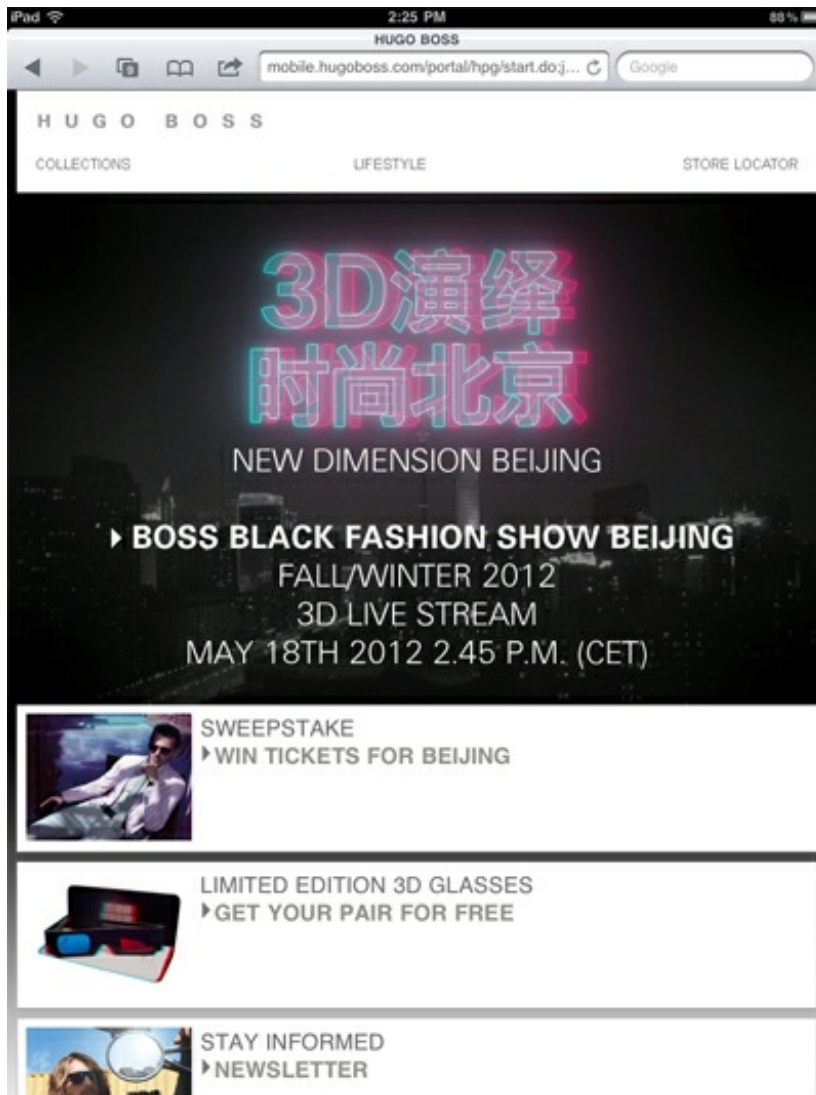 iPad 2:25 PM 88%
HUGO BOSS
mobile.hugoboss.com/portal/hpg/start.do;j... Google
HUGO BOSS
COLLECTIONS LIFESTYLE STORE LOCATOR
3D演绎
时尚北京
NEW DIMENSION BEIJING
BOSS BLACK FASHION SHOW BEIJING
FALL/WINTER 2012
3D LIVE STREAM
MAY 18TH 2012 2.45 P.M. (CET)
SWEEPSTAKE
WIN TICKETS FOR BEIJING
LIMITED EDITION 3D GLASSES
GET YOUR PAIR FOR FREE
STAY INFORMED
NEWSLETTER